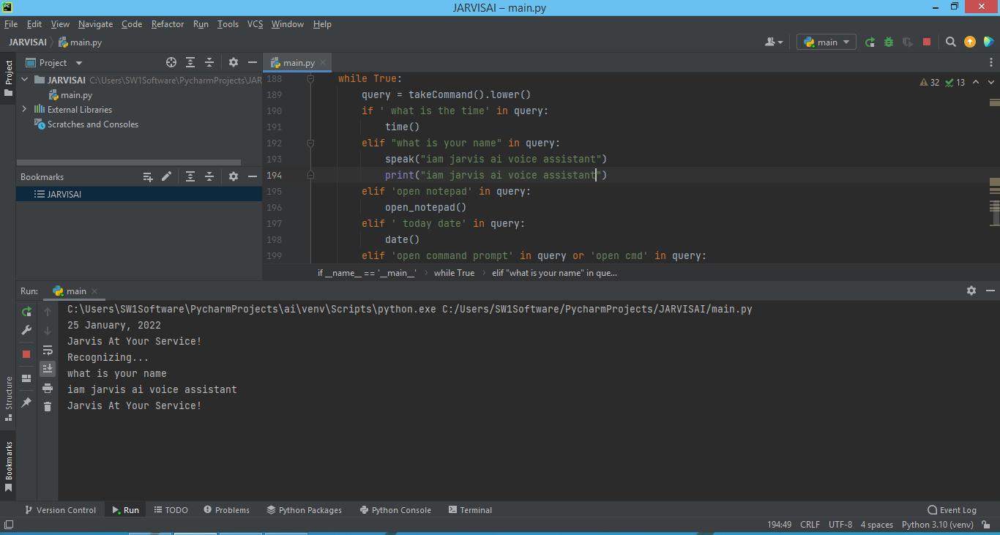 PC
JARVISAI – main.py
File Edit View Navigate Code Refactor Run Tools VCS Window Help
JARVISAI main.py
main
Project
Project
main.py
JARVISAI C:\Users\SW1Software\PycharmProjects\JAR
main.py
External Libraries
Scratches and Consoles
Bookmarks
JARVISAI
32 13
188 while True:
189 query = takeCommand().lower()
190 if ' what is the time' in query:
191 time()
192 elif "what is your name" in query:
193 speak("iam jarvis ai voice assistant")
194 print("iam jarvis ai voice assistant")
195 elif 'open notepad' in query:
196 open_notepad()
197 elif ' today date' in query:
198 date()
199 elif 'open command prompt' in query or 'open cmd' in query:
if __name__ == '__main__' › while True › elif "what is your name" in que...
Run: main
C:\Users\SW1Software\PycharmProjects\ai\venv\Scripts\python.exe C:/Users/SW1Software/PycharmProjects/JARVISAI/main.py
25 January, 2022
Jarvis At Your Service!
Recognizing...
what is your name
iam jarvis ai voice assistant
Jarvis At Your Service!
Structure
Bookmarks
Version Control Run TODO Problems Python Packages Python Console Terminal Event Log
194:49 CRLF UTF-8 4 spaces Python 3.10 (venv)